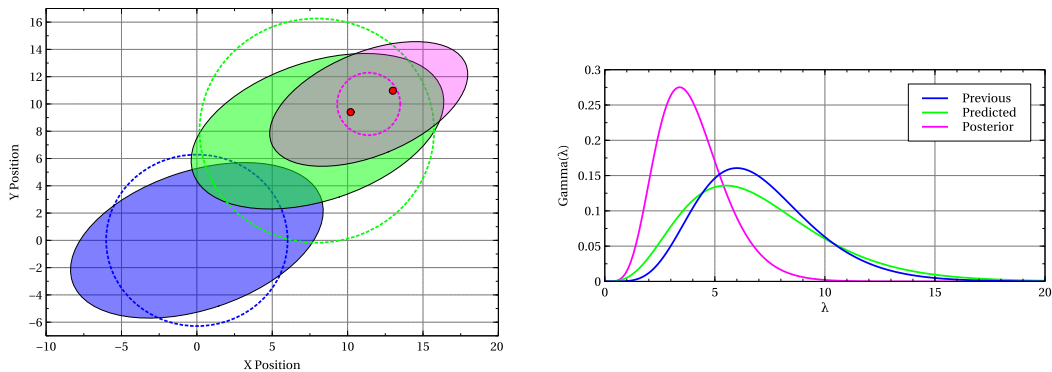 16
14
12
10
8
6
4
2
0
−2
−4
−6
Y Position
−10 −5 0 5 10 15 20
X Position
0.3
0.25
0.2
0.15
0.1
0.05
0
Gamma(λ)
Previous
Predicted
Posterior
0 5 10 15 20
λ